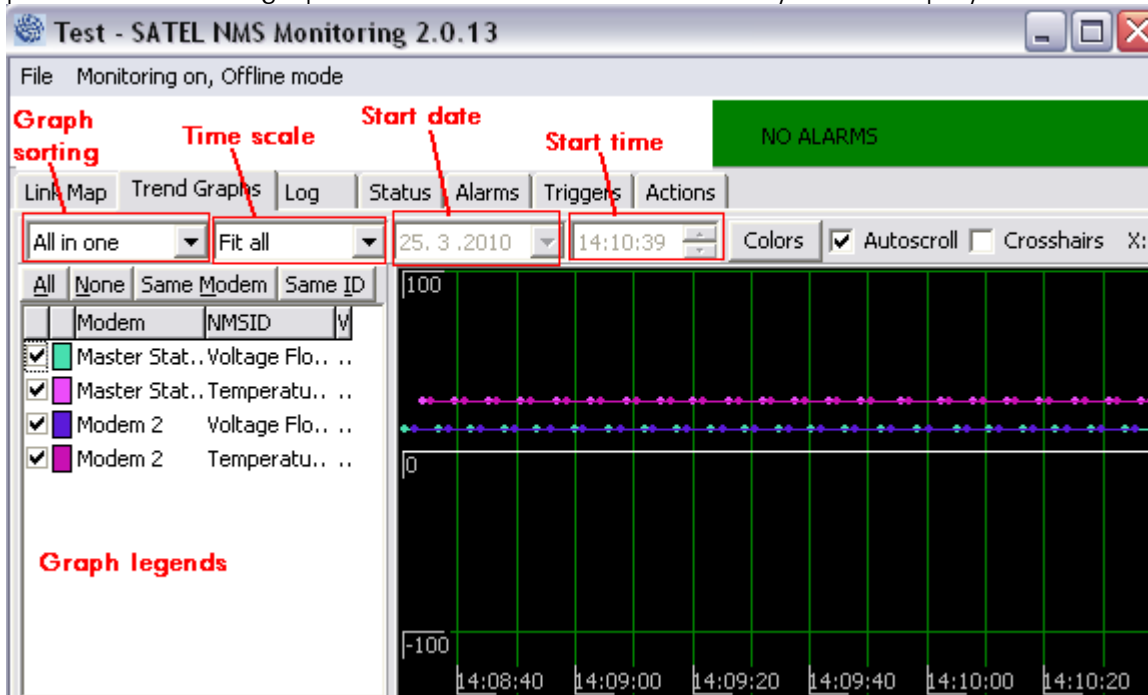 Test - SATEL NMS Monitoring 2.0.13
File Monitoring on, Offline mode
Graph sorting
Time scale
Start date
Start time
NO ALARMS
Link Map Trend Graphs Log Status Alarms Triggers Actions
All in one Fit all 25. 3 .2010 14:10:39 Colors Autoscroll Crosshairs X:
All None Same Modem Same ID
Modem NMSID V
Master Stat.. Voltage Flo.. ..
Master Stat.. Temperatu.. ..
Modem 2 Voltage Flo.. ..
Modem 2 Temperatu.. ..
Graph legends
100
0
-100
14:08:40 14:09:00 14:09:20 14:09:40 14:10:00 14:10:20